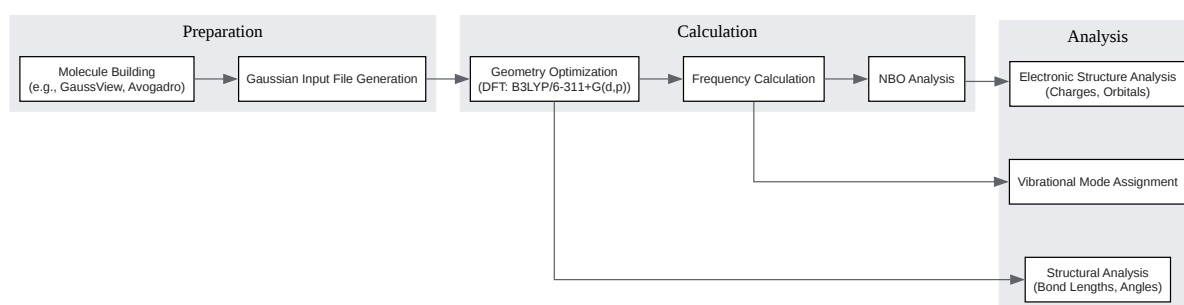 Preparation
Molecule Building
(e.g., GaussView, Avogadro)
Gaussian Input File Generation
Calculation
Geometry Optimization
(DFT: B3LYP/6-311+G(d,p))
Frequency Calculation
NBO Analysis
Analysis
Electronic Structure Analysis
(Charges, Orbitals)
Vibrational Mode Assignment
Structural Analysis
(Bond Lengths, Angles)